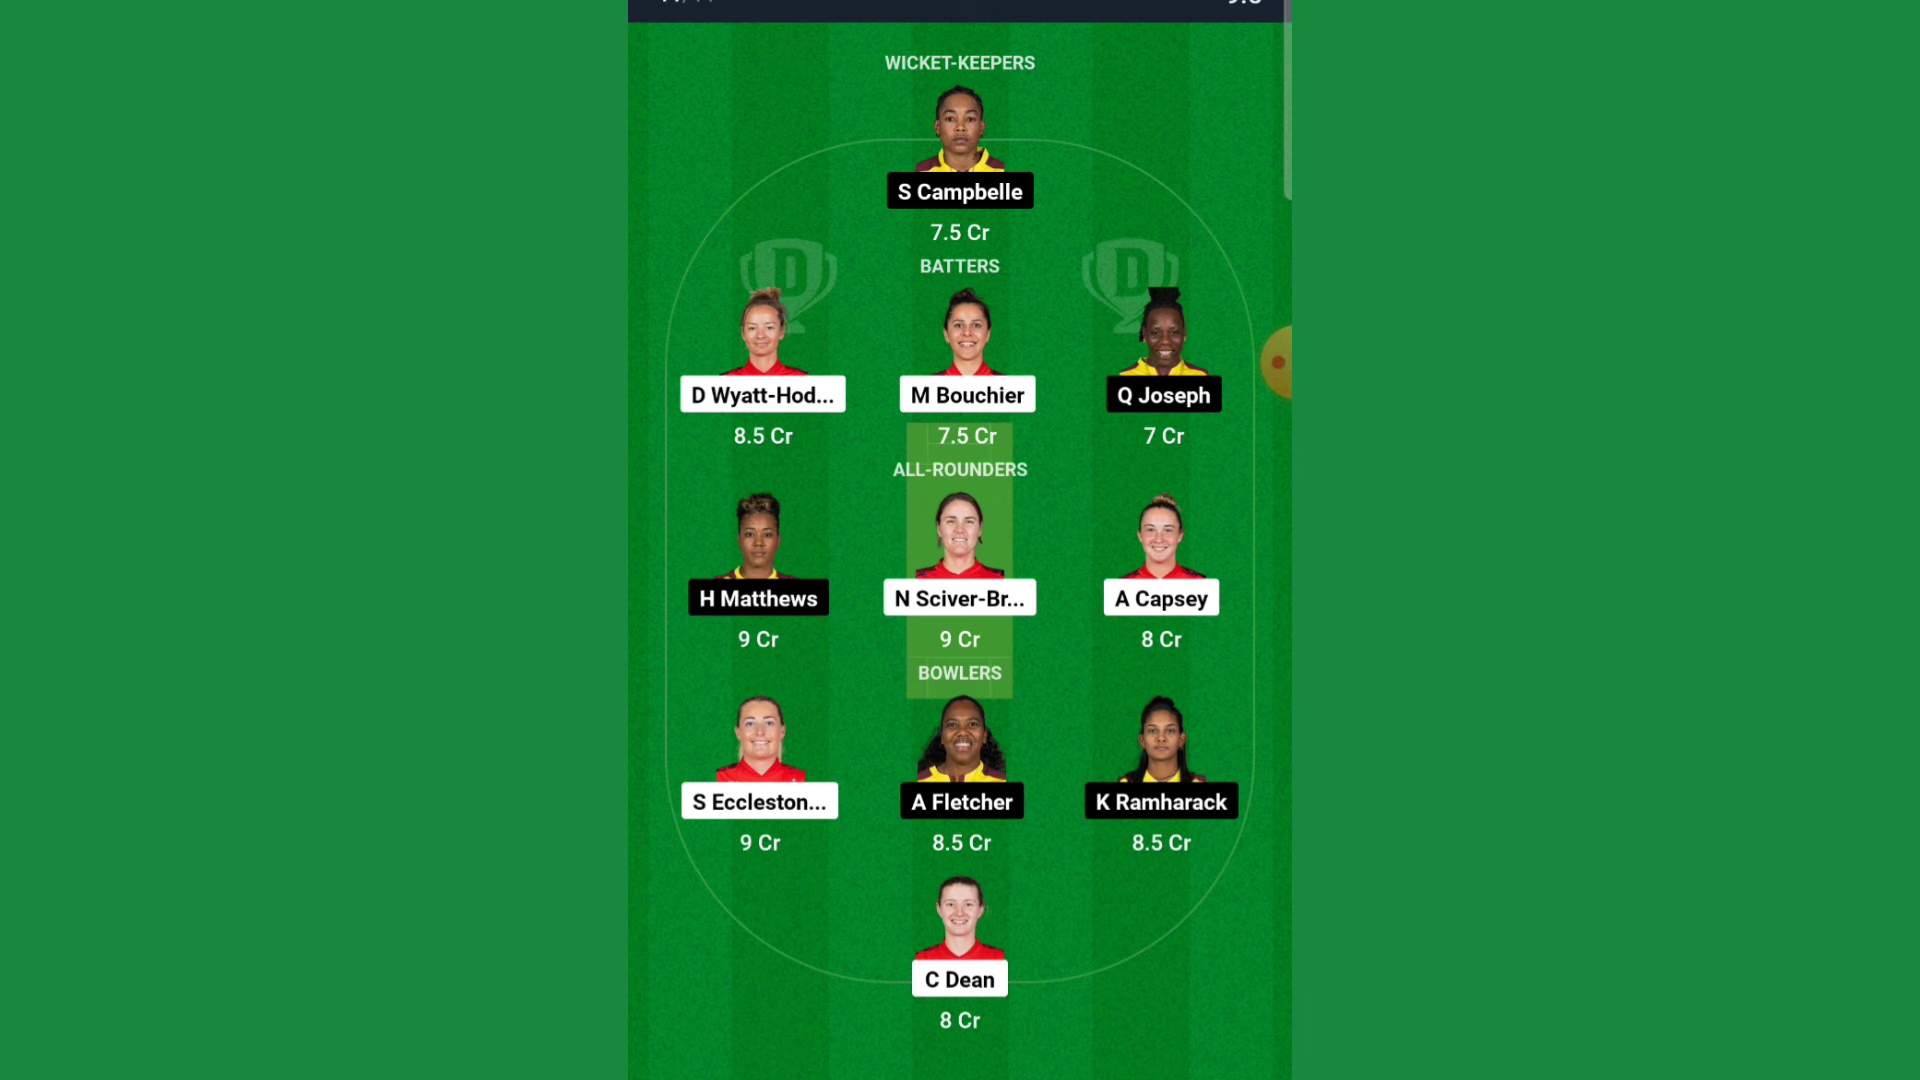 WICKET-KEEPERS
S Campbelle
7.5 Cr
BATTERS
D Wyatt-Hod... M Bouchier Q Joseph
8.5 Cr 7.5 Cr 7 Cr
ALL-ROUNDERS
H Matthews N Sciver-Br... A Capsey
9 Cr 9 Cr 8 Cr
BOWLERS
S Eccleston... A Fletcher K Ramharack
9 Cr 8.5 Cr 8.5 Cr
C Dean
8 Cr